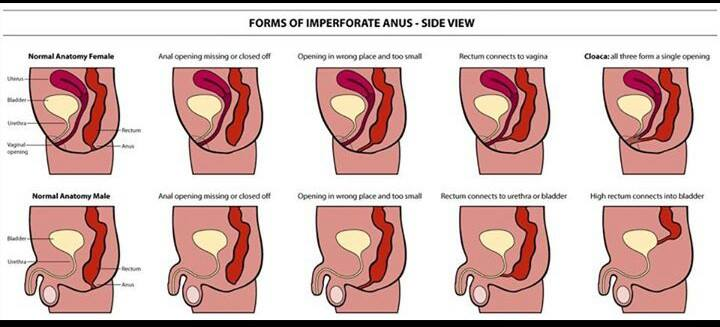 FORMS OF IMPERFORATE ANUS - SIDE VIEW
Normal Anatomy Female
Anal opening missing or closed off
Opening in wrong place and too small
Rectum connects to vagina
Cloaca: all three form a single opening
Uterus
Bladder
Urethra
Vaginal
opening
Rectum
Anus
Normal Anatomy Male
Anal opening missing or closed off
Opening in wrong place and too small
Rectum connects to urethra or bladder
High rectum connects into bladder
Bladder
Urethra
Rectum
Anus